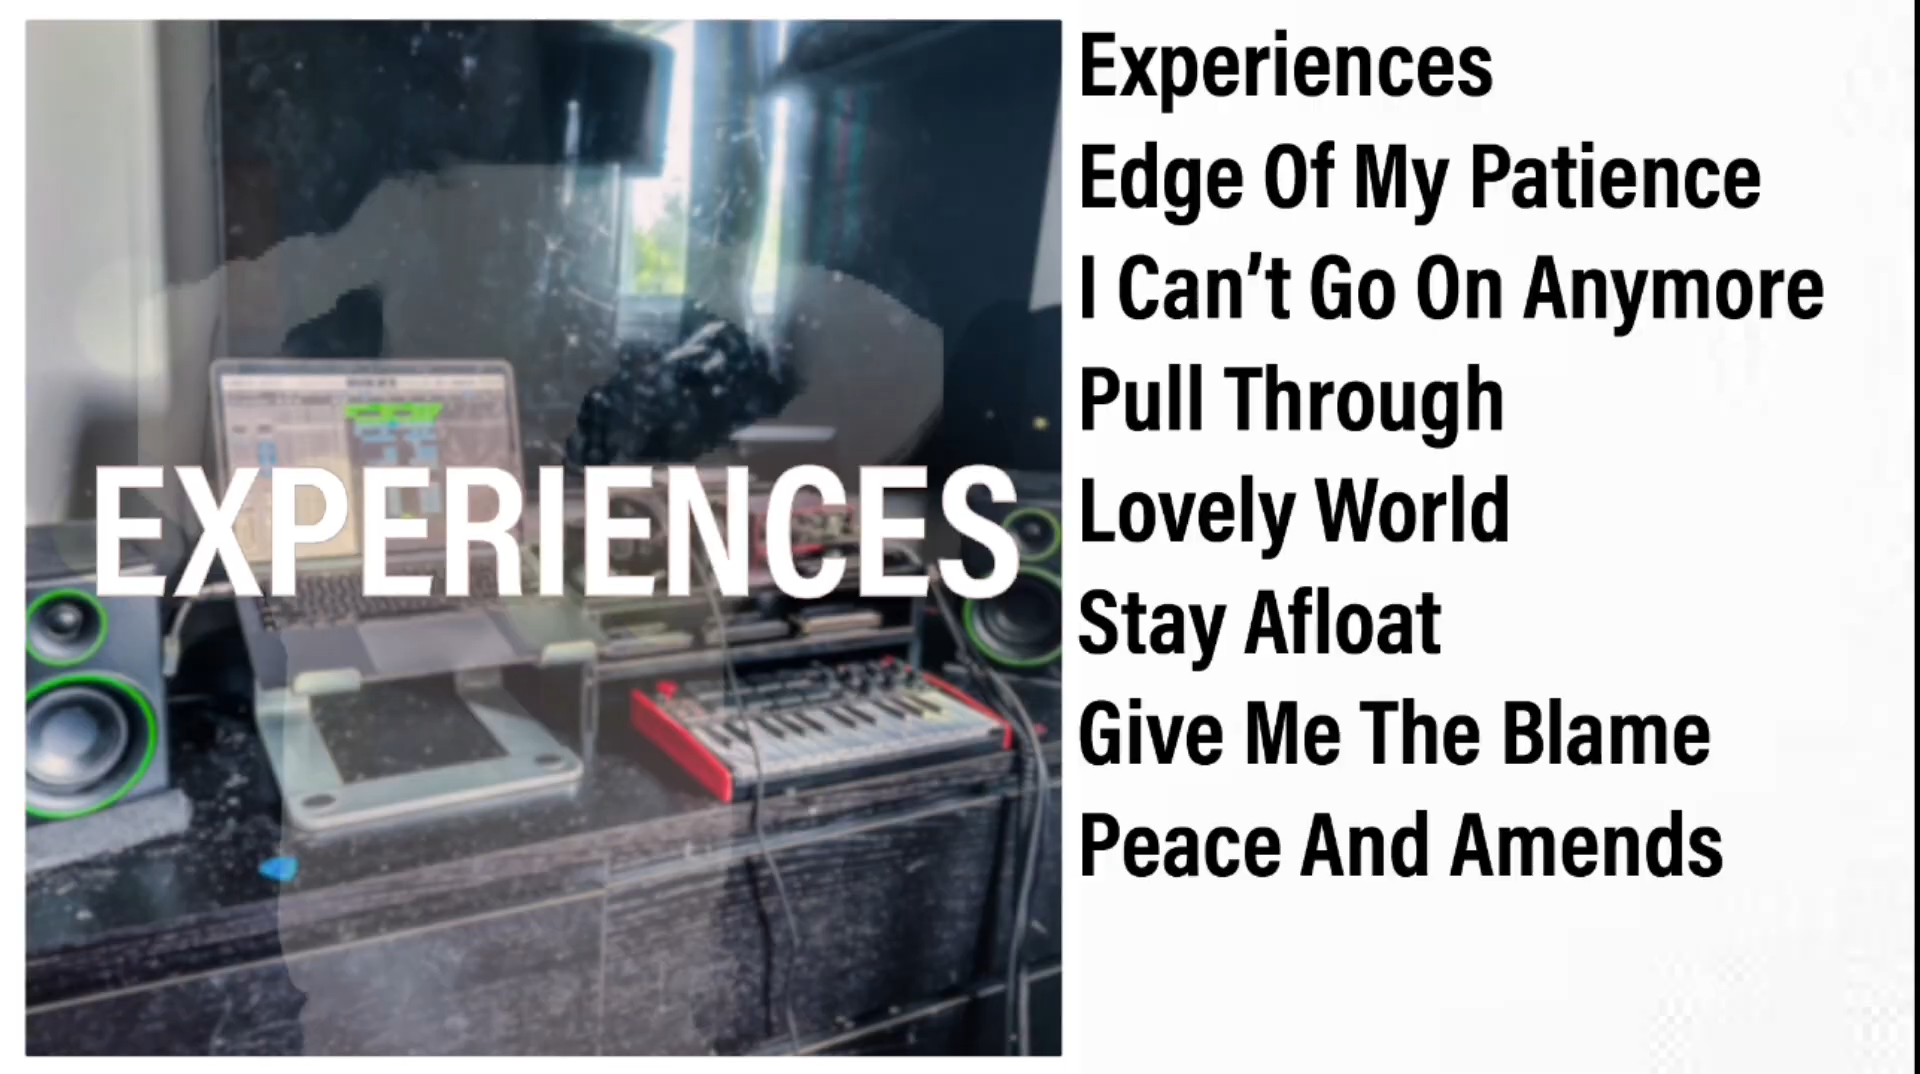 EXPERIENCES
Experiences
Edge Of My Patience
I Can’t Go On Anymore
Pull Through
Lovely World
Stay Afloat
Give Me The Blame
Peace And Amends